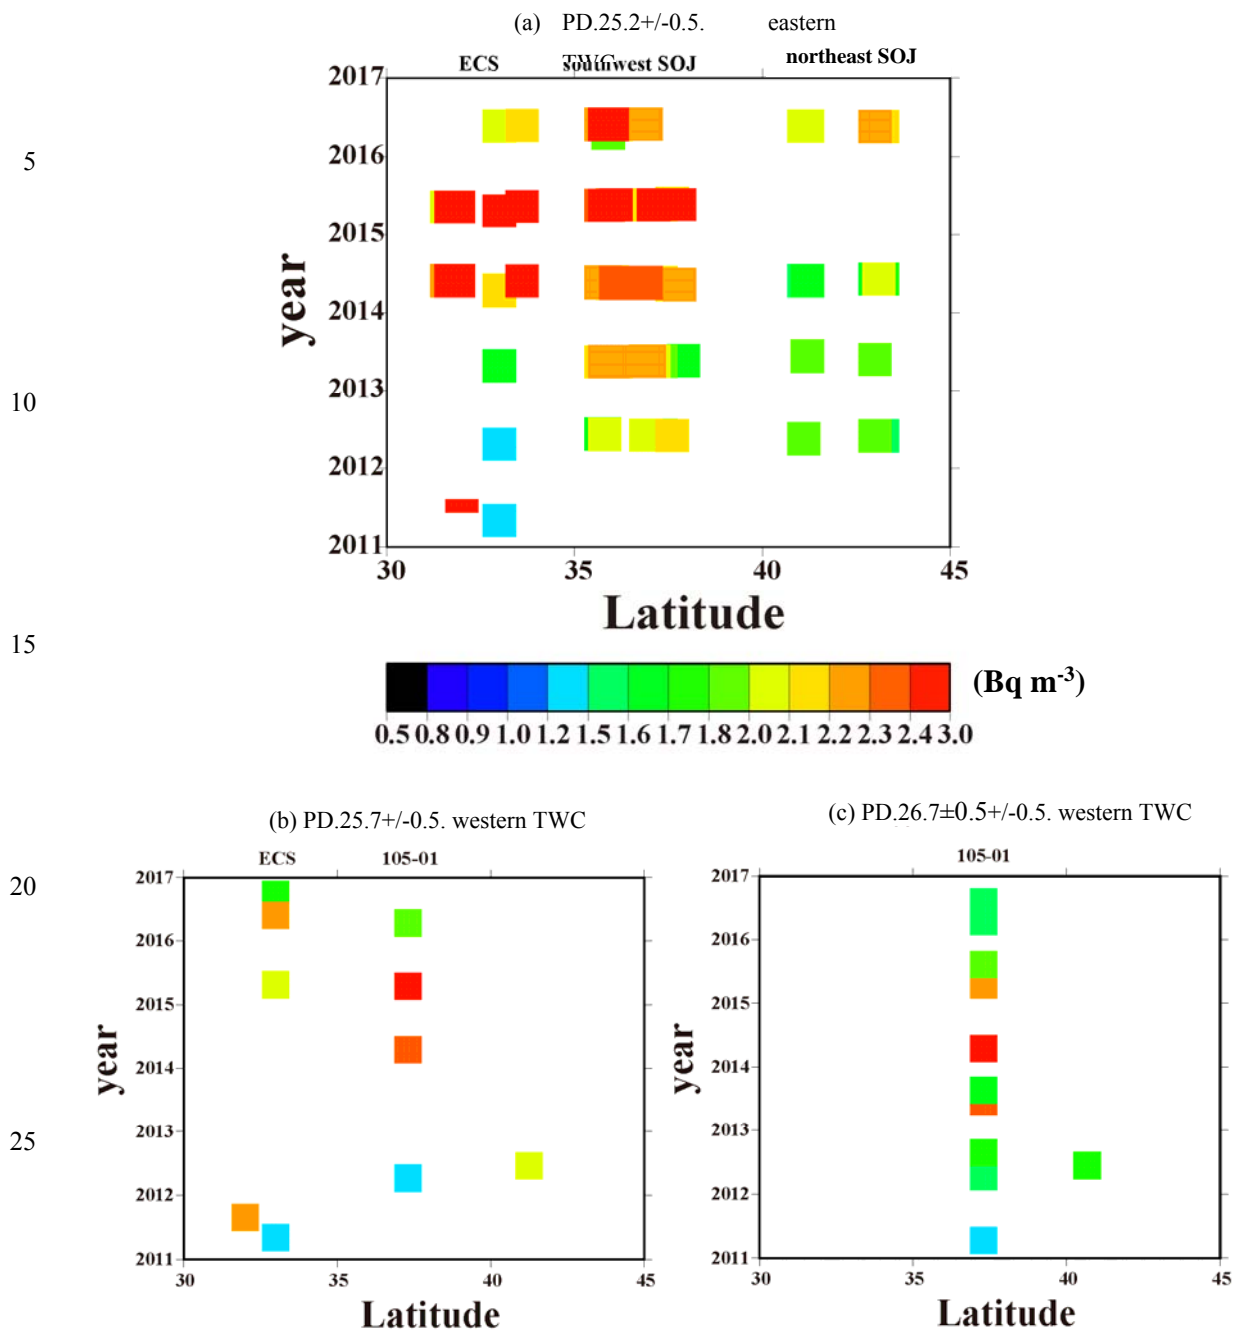 (a) PD.25.2+/-0.5. eastern
TWC
ECS southwest SOJ northeast SOJ
2017
5
2016
2015
2014
10
2013
2012
2011
year
30 35 40 45
Latitude
15
(Bq m-3)
0.5 0.8 0.9 1.0 1.2 1.5 1.6 1.7 1.8 2.0 2.1 2.2 2.3 2.4 3.0
(b) PD.25.7+/-0.5. western TWC
ECS 105-01
2017
20
2016
2015
2014
2013
25
2012
2011
year
30 35 40 45
Latitude
(c) PD.26.7±0.5+/-0.5. western TWC
105-01
2017
2016
2015
2014
2013
2012
2011
year
30 35 40 45
Latitude